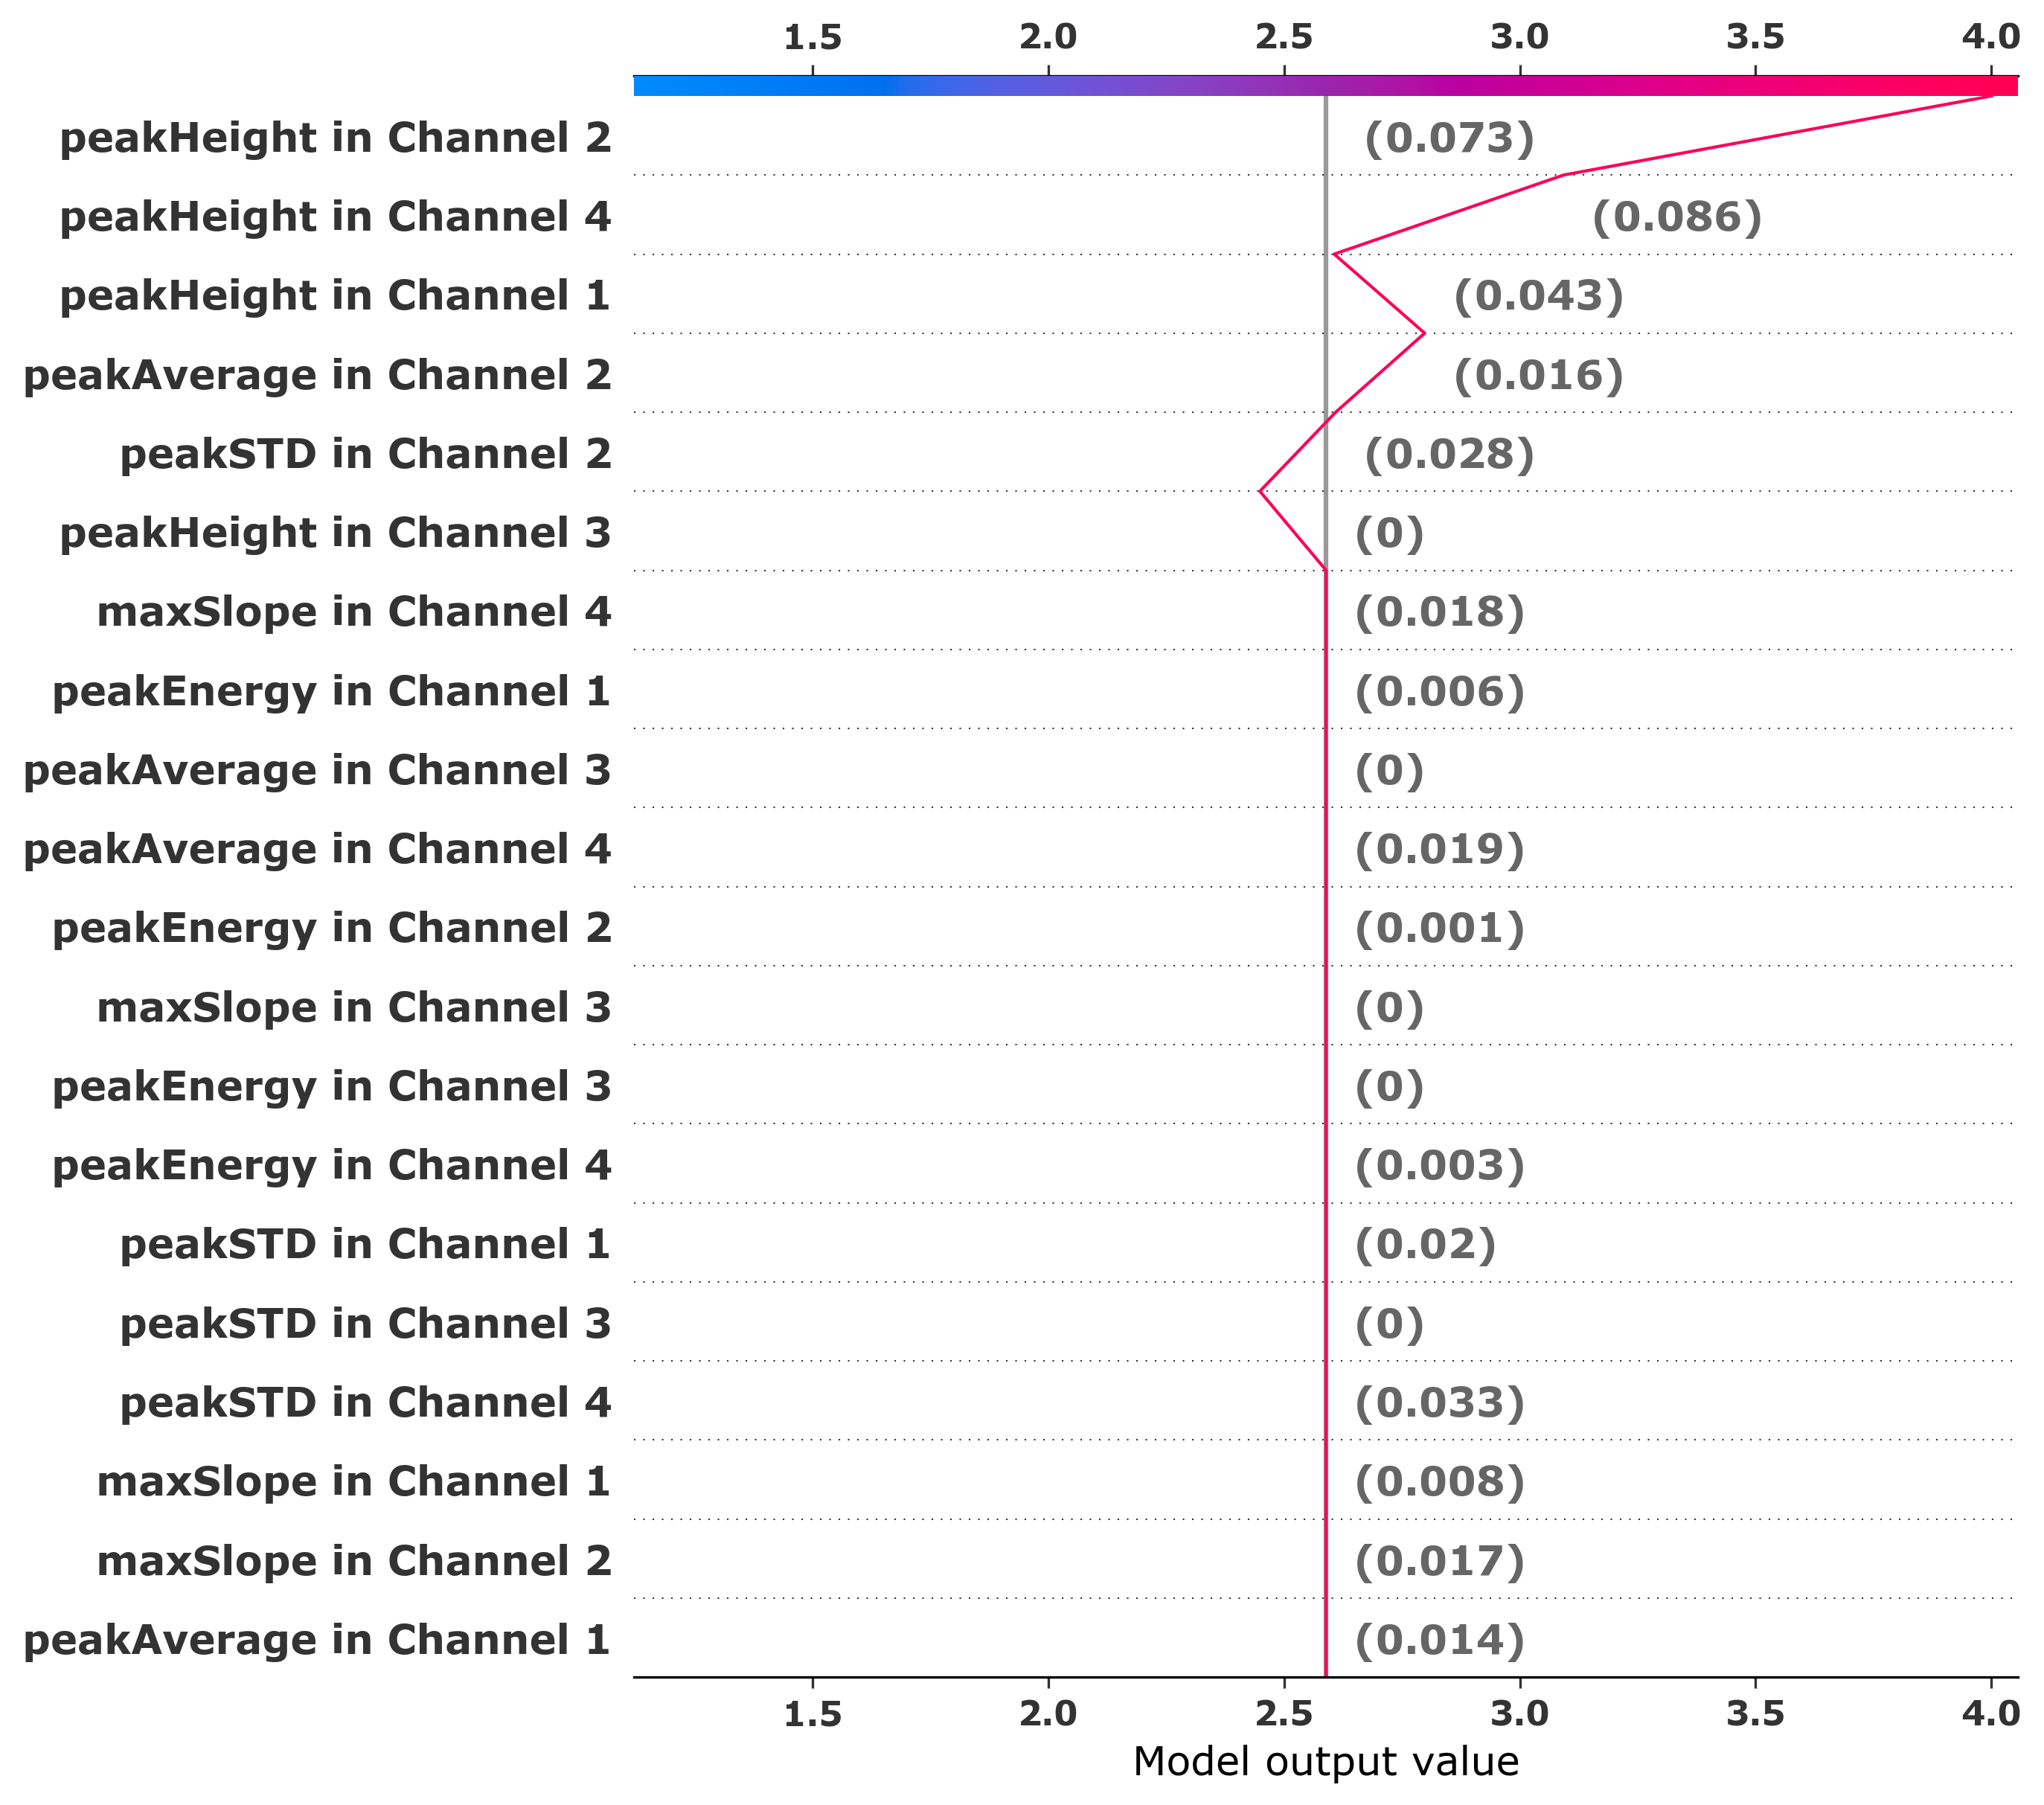 1.5 2.0 2.5 3.0 3.5 4.0
peakHeight in Channel 2 (0.073)
peakHeight in Channel 4 (0.086)
peakHeight in Channel 1 (0.043)
peakAverage in Channel 2 (0.016)
peakSTD in Channel 2 (0.028)
peakHeight in Channel 3 (0)
maxSlope in Channel 4 (0.018)
peakEnergy in Channel 1 (0.006)
peakAverage in Channel 3 (0)
peakAverage in Channel 4 (0.019)
peakEnergy in Channel 2 (0.001)
maxSlope in Channel 3 (0)
peakEnergy in Channel 3 (0)
peakEnergy in Channel 4 (0.003)
peakSTD in Channel 1 (0.02)
peakSTD in Channel 3 (0)
peakSTD in Channel 4 (0.033)
maxSlope in Channel 1 (0.008)
maxSlope in Channel 2 (0.017)
peakAverage in Channel 1 (0.014)
1.5 2.0 2.5 3.0 3.5 4.0
Model output value